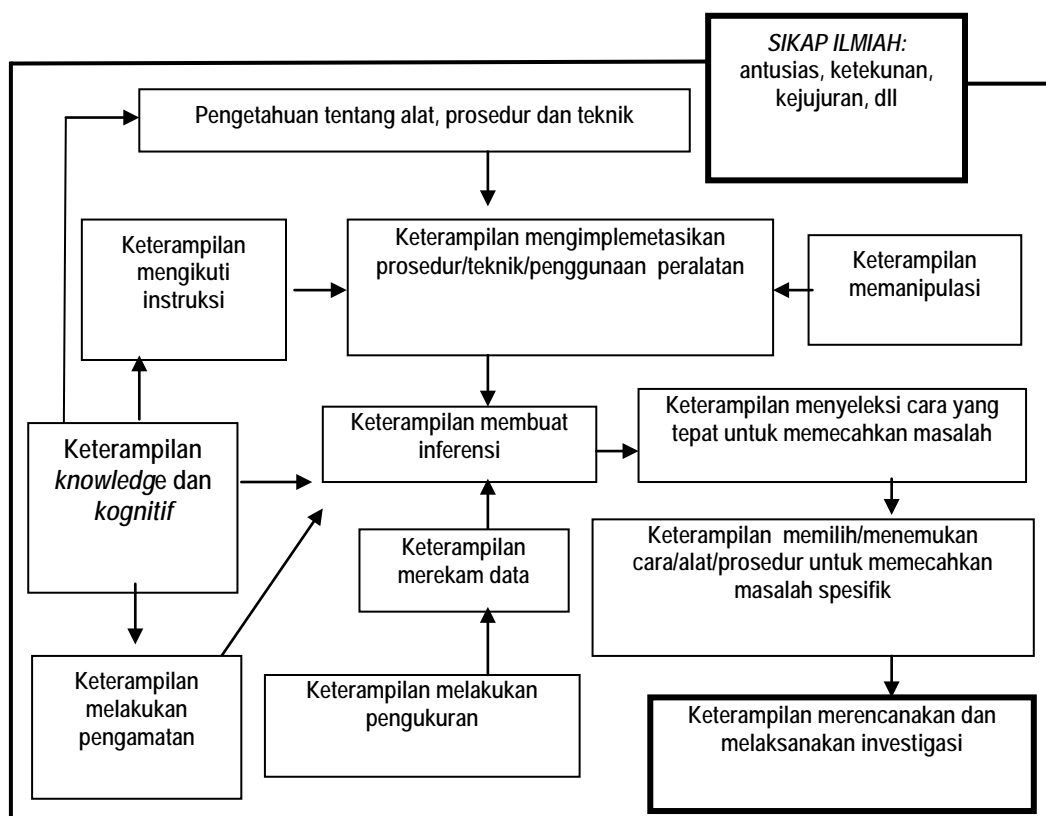 SIKAP ILMIAH:
antusias, ketekunan,
kejujuran, dll
Pengetahuan tentang alat, prosedur dan teknik
Keterampilan
mengikuti
instruksi
Keterampilan mengimplemetasikan
prosedur/teknik/penggunaan peralatan
Keterampilan
memanipulasi
Keterampilan membuat
inferensi
Keterampilan menyeleksi cara yang
tepat untuk memecahkan masalah
Keterampilan
knowledge dan
kognitif
Keterampilan
merekam data
Keterampilan memilih/menemukan
cara/alat/prosedur untuk memecahkan
masalah spesifik
Keterampilan
melakukan
pengamatan
Keterampilan melakukan
pengukuran
Keterampilan merencanakan dan
melaksanakan investigasi